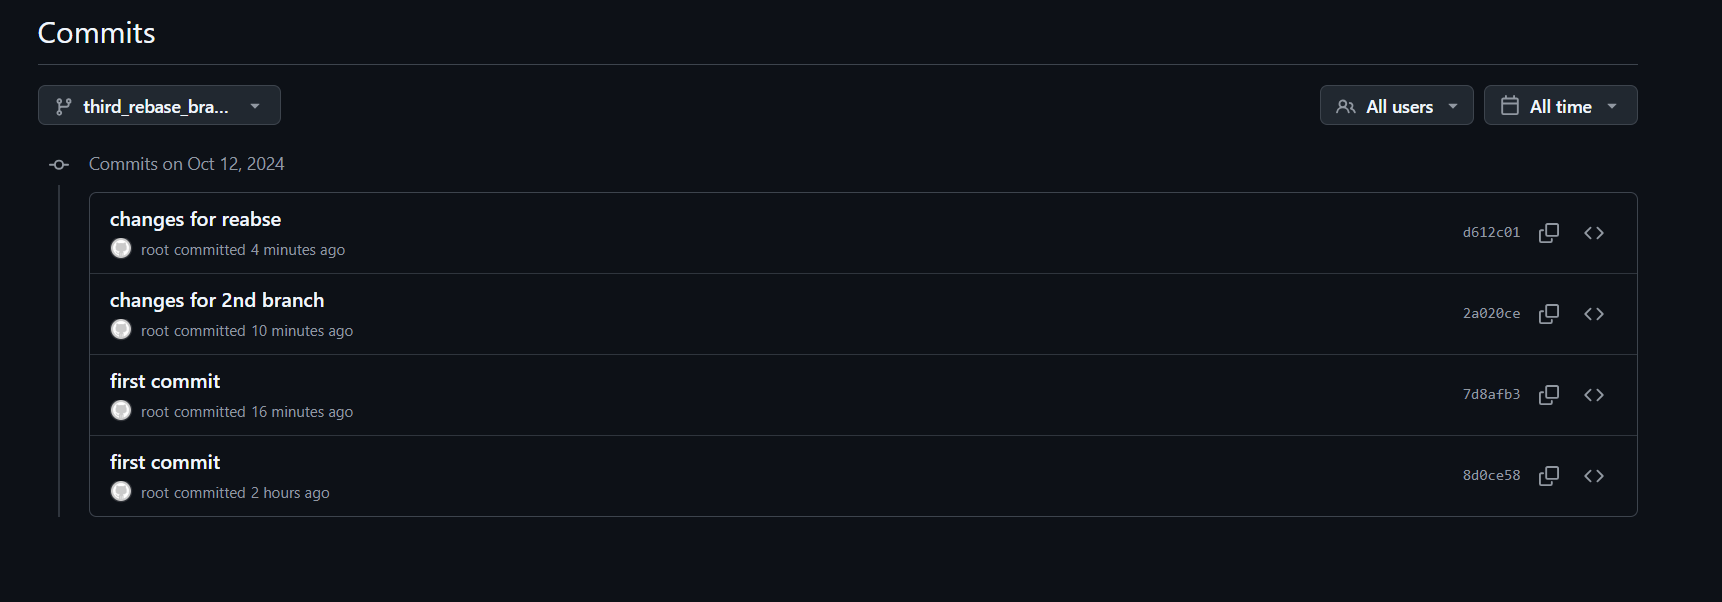 Commits
third_rebase_bra...
All users
All time
Commits on Oct 12, 2024
changes for reabse
root committed 4 minutes ago
d612c01
changes for 2nd branch
root committed 10 minutes ago
2a020ce
first commit
root committed 16 minutes ago
7d8afb3
first commit
root committed 2 hours ago
8d0ce58